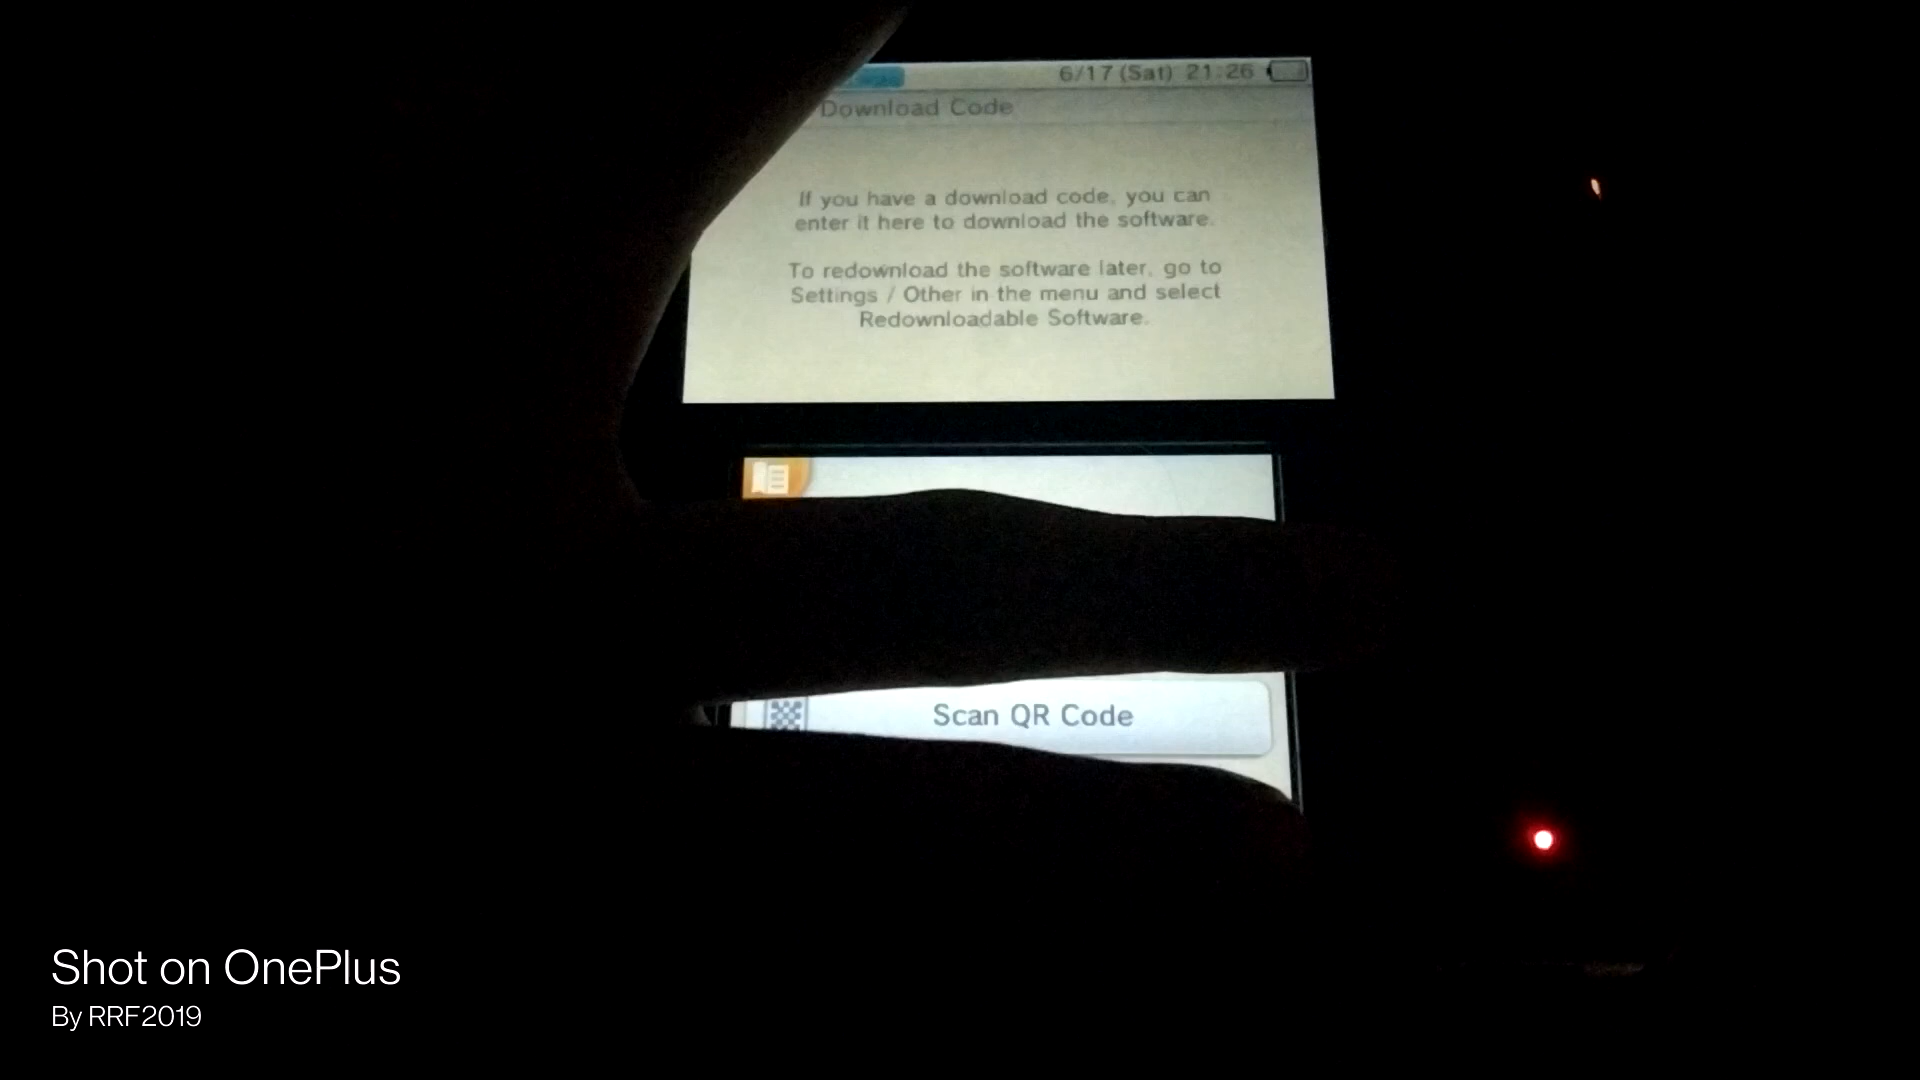 6/17 (Sat) 21:26
Download Code
If you have a download code, you can
enter it here to download the software.
To redownload the software later, go to
Settings / Other in the menu and select
Redownloadable Software.
Scan QR Code
Shot on OnePlus
By RRF2019